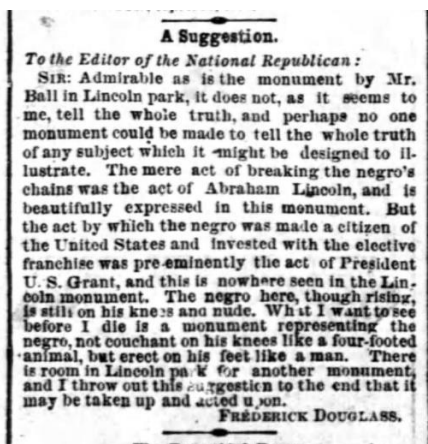 A Suggestion.
To the Editor of the National Republican:
SIR: Admirable as is the monument by Mr.
Ball in Lincoln park, it does not, as it seems to
me, tell the whole truth, and perhaps no one
monument could be made to tell the whole truth
of any subject which it might be designed to il-
lustrate. The mere act of breaking the negro's
chains was the act of Abraham Lincoln, and is
beautifully expressed in this monument. But
the act by which the negro was made a citizen of
the United States and invested with the elective
franchise was pre-eminently the act of President
U. S. Grant, and this is nowhere seen in the Lin-
coln monument. The negro here, though rising,
is still on his knees and nude. What I want to see
before I die is a monument representing the
negro, not couchant on his knees like a four-footed
animal, but erect on his feet like a man. There
is room in Lincoln park for another monument,
and I throw out this suggestion to the end that it
may be taken up and acted upon.
FREDERICK DOUGLASS.